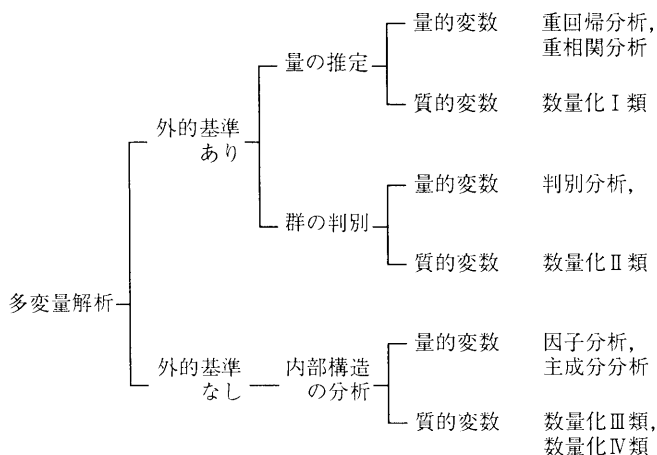 量的変数 重回帰分析,
重相関分析
量の推定
質的変数 数量化Ⅰ類
外的基準
あり
量的変数 判別分析,
群の判別
質的変数 数量化Ⅱ類
多変量解析
量的変数 因子分析,
主成分分析
外的基準
なし
内部構造
の分析
質的変数 数量化Ⅲ類,
数量化Ⅳ類